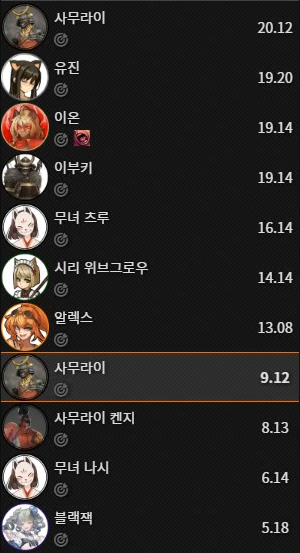 사무라이
20.12
유진
19.20
이온
19.14
이부키
19.14
무녀 츠루
16.14
시리 위브그로우
14.14
알렉스
13.08
사무라이
9.12
사무라이 켄지
8.13
무녀 나시
6.14
블랙잭
5.18